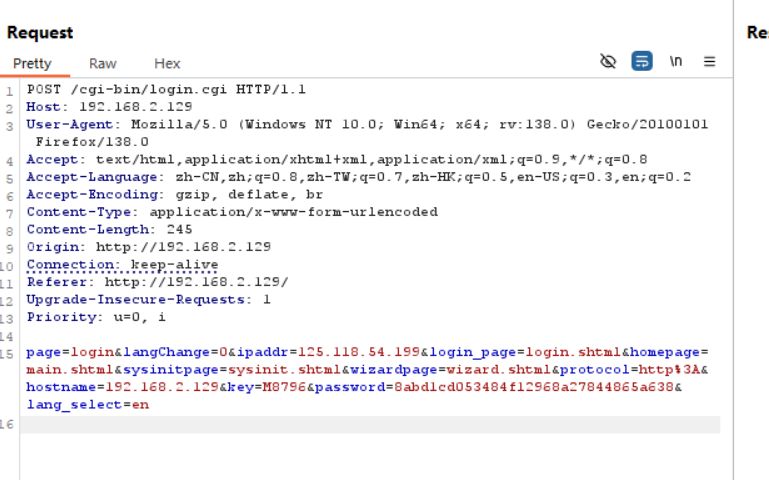 Request
Re
Pretty Raw Hex
\n
1 POST /cgi-bin/login.cgi HTTP/1.1
2 Host: 192.168.2.129
3 User-Agent: Mozilla/5.0 (Windows NT 10.0; Win64; x64; rv:138.0) Gecko/20100101
Firefox/138.0
4 Accept: text/html,application/xhtml+xml,application/xml;q=0.9,*/*;q=0.8
5 Accept-Language: zh-CN,zh;q=0.8,zh-TW;q=0.7,zh-HK;q=0.5,en-US;q=0.3,en;q=0.2
6 Accept-Encoding: gzip, deflate, br
7 Content-Type: application/x-www-form-urlencoded
8 Content-Length: 245
9 Origin: http://192.168.2.129
10 Connection: keep-alive
11 Referer: http://192.168.2.129/
12 Upgrade-Insecure-Requests: 1
13 Priority: u=0, i
14
15 page=login&langChange=0&ipaddr=125.118.54.199&login_page=login.shtml&homepage=
main.shtml&sysinitpage=sysinit.shtml&wizardpage=wizard.shtml&protocol=http%3A&
hostname=192.168.2.129&key=M8796&password=8abd1cd053484f12968a27844865a638&
lang_select=en
16